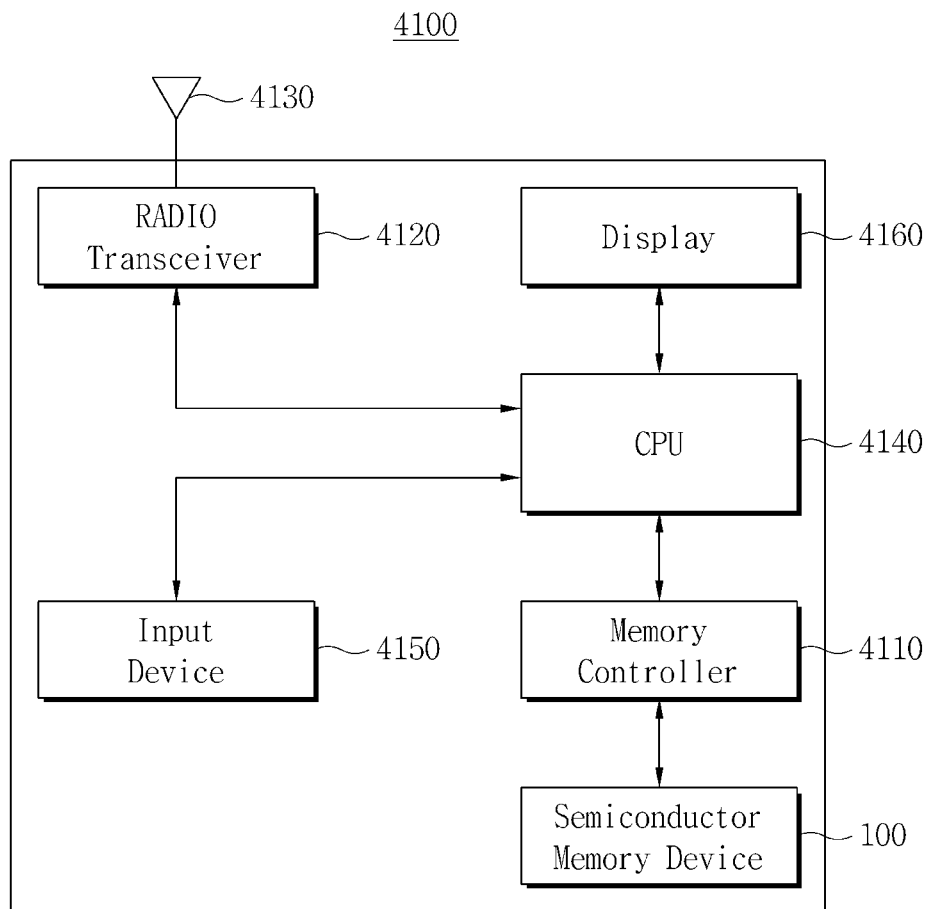 4100
4130
RADIO
Transceiver
4120
Display
4160
CPU
4140
Input
Device
4150
Memory
Controller
4110
Semiconductor
Memory Device
100